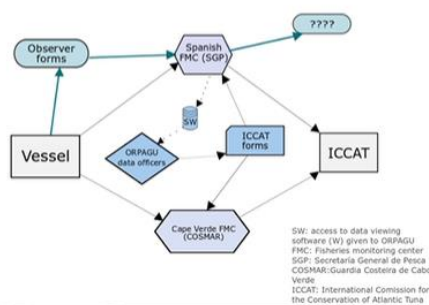 ????
Observer
forms
Spanish
FMC (SGP)
SW
Vessel
ORPAGU
data officers
ICCAT
forms
ICCAT
Cape Verde FMC
(COSMAR)
SW: access to data viewing
software (W) given to ORPAGU
FMC: Fisheries monitoring center
SGP: Secretaría General de Pesca
COSMAR:Guardia Costeira de Cabo
Verde
ICCAT: International Comission for
the Conservation of Atlantic Tuna